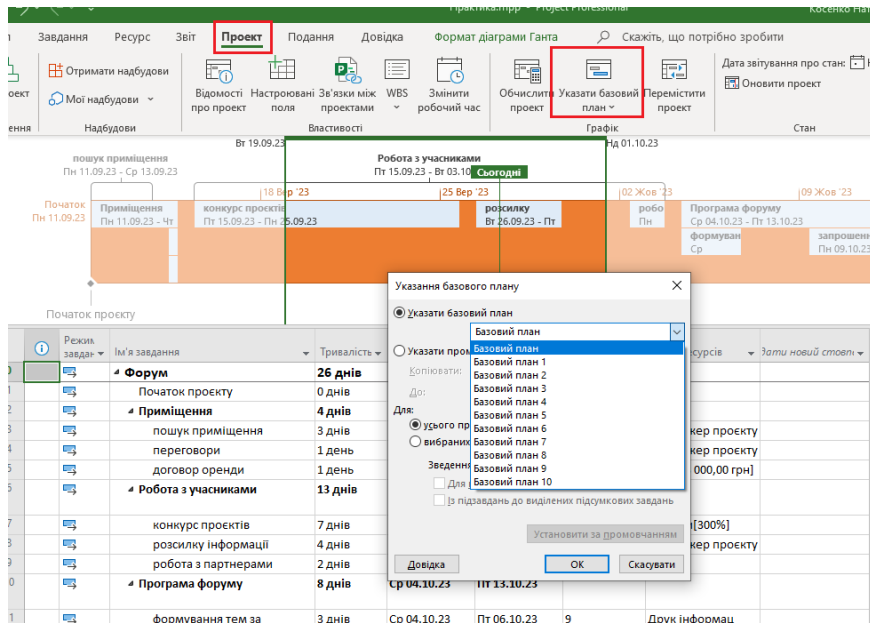 Практика.mpp - Project Professional
Косенко Нат
Завдання Ресурс Звіт Проект Подання Довідка Формат діаграми Ганта Скажіть, що потрібно зробити
Отримати надбудови
Мої надбудови
Надбудови
Відомості про проект
Настроювані поля
Зв'язки між проектами
WBS
Змінити робочий час
Властивості
Обчислити проект
Указати базовий план
Перемістити проект
Графік
Дата звітування про стан:
Оновити проект
Стан
Вт 19.09.23
Нд 01.10.23
пошук приміщення
Пн 11.09.23 - Ср 13.09.23
Робота з учасниками
Пт 15.09.23 - Вт 03.10
Сьогодні
18 Вер '23
25 Вер '23
02 Жов '23
09 Жов '23
Початок
Пн 11.09.23
Приміщення
Пн 11.09.23 - Чт
конкурс проєктів
Пт 15.09.23 - Пн 25.09.23
розсилку
Вт 26.09.23 - Пт
робо
Пн
Програма форуму
Ср 04.10.23 - Пт 13.10.23
формуван
Ср
запрошенн
Пн 09.10.23
Початок проєкту
Указання базового плану
Указати базовий план
Базовий план
Базовий план
Базовий план 1
Базовий план 2
Базовий план 3
Базовий план 4
Базовий план 5
Базовий план 6
Базовий план 7
Базовий план 8
Базовий план 9
Базовий план 10
Указати пром
Копіювати:
До:
Для:
усього пр
вибраних
Зведення
Для
Із підзавдань до виділених підсумкових завдань
Установити за промовчанням
Довідка
OK
Скасувати
Режим завдан Ім'я завдання Тривалість есурсів Додати новий стовпе
Форум 26 днів
Початок проєкту 0 днів
Приміщення 4 днів
пошук приміщення 3 днів кер проєкту
переговори 1 день кер проєкту
договор оренди 1 день 000,00 грн]
Робота з учасниками 13 днів
конкурс проєктів 7 днів [300%]
розсилку інформації 4 днів кер проєкту
робота з партнерами 2 днів
Програма форуму 8 днів Ср 04.10.23 Пт 13.10.23
формування тем за 3 днів Ср 04.10.23 Пт 06.10.23 9 Друк інформац